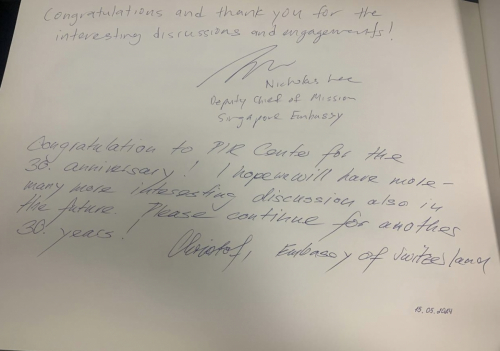 Congratulations and thank you for the
interesting discussions and engagements!
Nicholas Lee
Deputy Chief of Mission
Singapore Embassy
Congratulation to PIR Center for the
30. anniversary! I hope will have more –
many more interesting discussion also in
the future. Please continue for another
30. years!
Christof, Embassy of Switzerland
15.05.2024